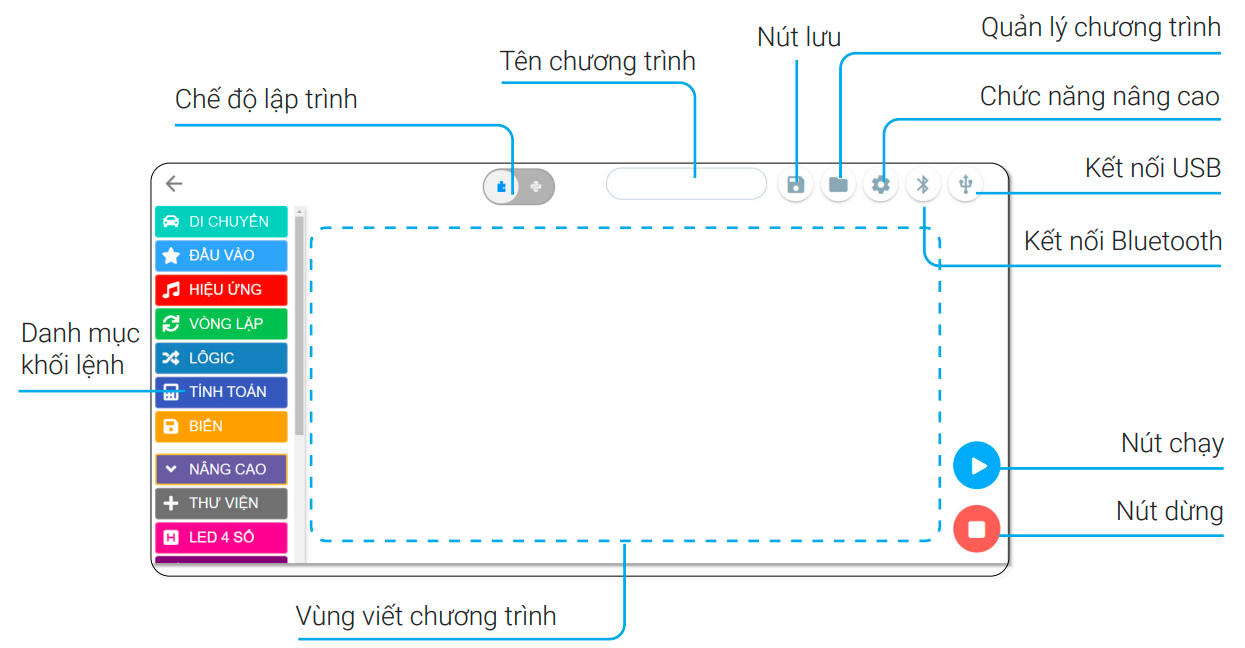 Quản lý chương trình
Nút lưu
Tên chương trình
Chế độ lập trình
Chức năng nâng cao
Kết nối USB
Kết nối Bluetooth
DI CHUYỂN
ĐẦU VÀO
HIỆU ỨNG
VÒNG LẶP
LÔGIC
TÍNH TOÁN
BIẾN
NÂNG CAO
THƯ VIỆN
LED 4 SỐ
Danh mục
khối lệnh
Nút chạy
Nút dừng
Vùng viết chương trình